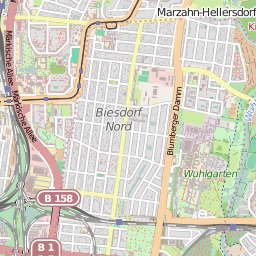 Marzahn-Hellersdorf
Märkische Allee
Märkische Allee
Biesdorf
Nord
Blumberger Damm
Wuhlgarten
B 158
B 1